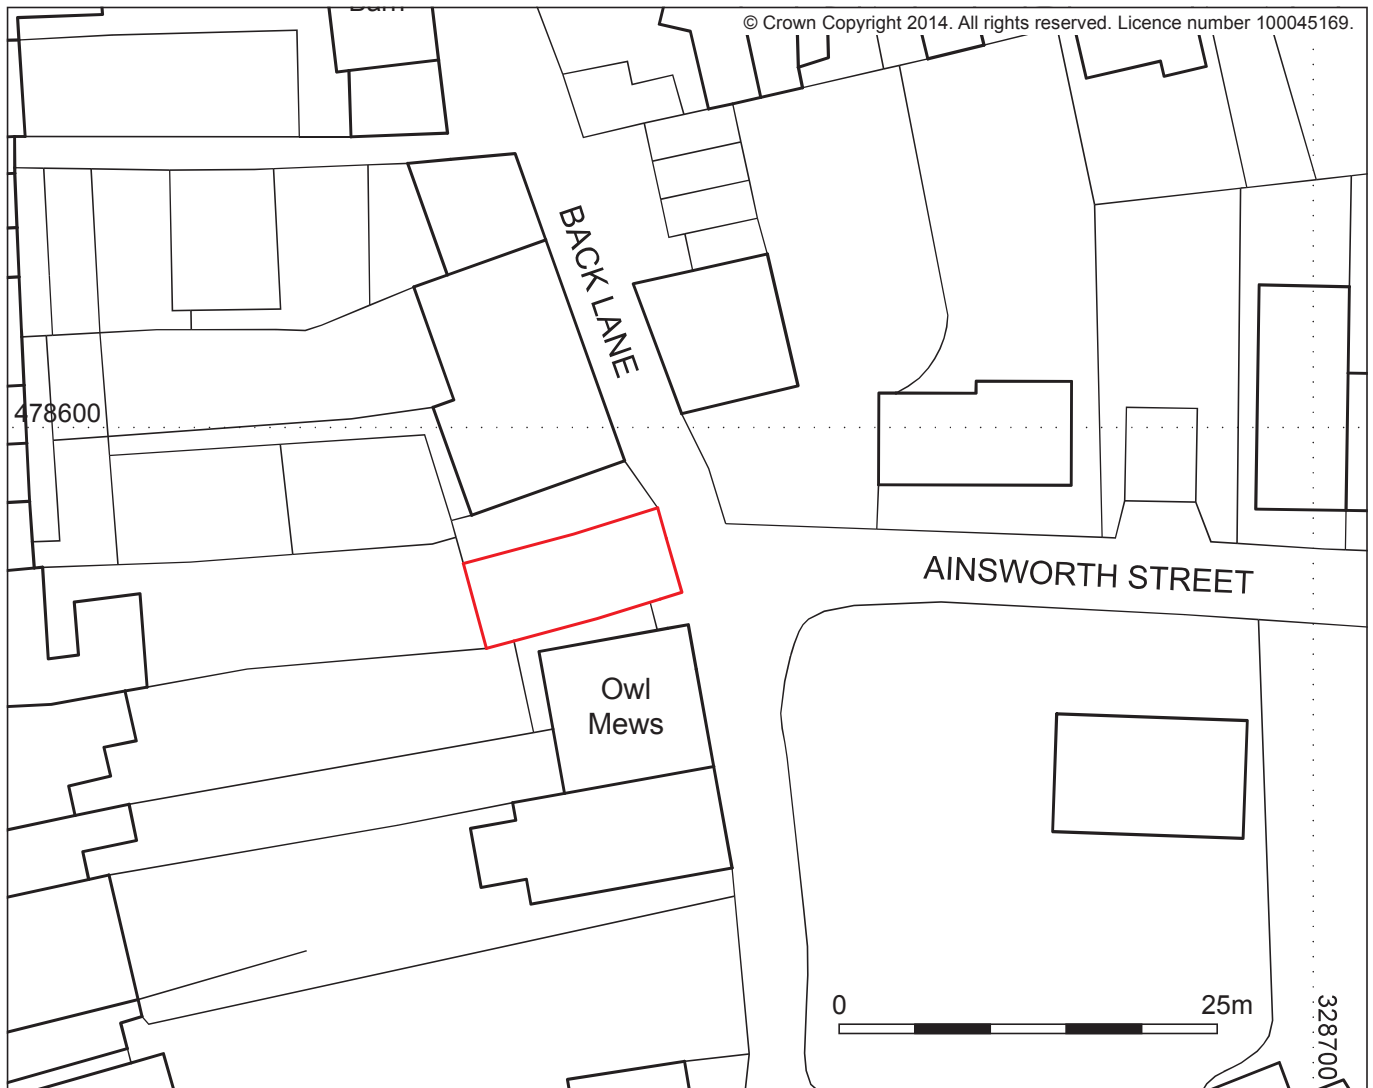 Barn
© Crown Copyright 2014. All rights reserved. Licence number 100045169.
BACK LANE
478600
AINSWORTH STREET
Owl
Mews
0 25m
328700